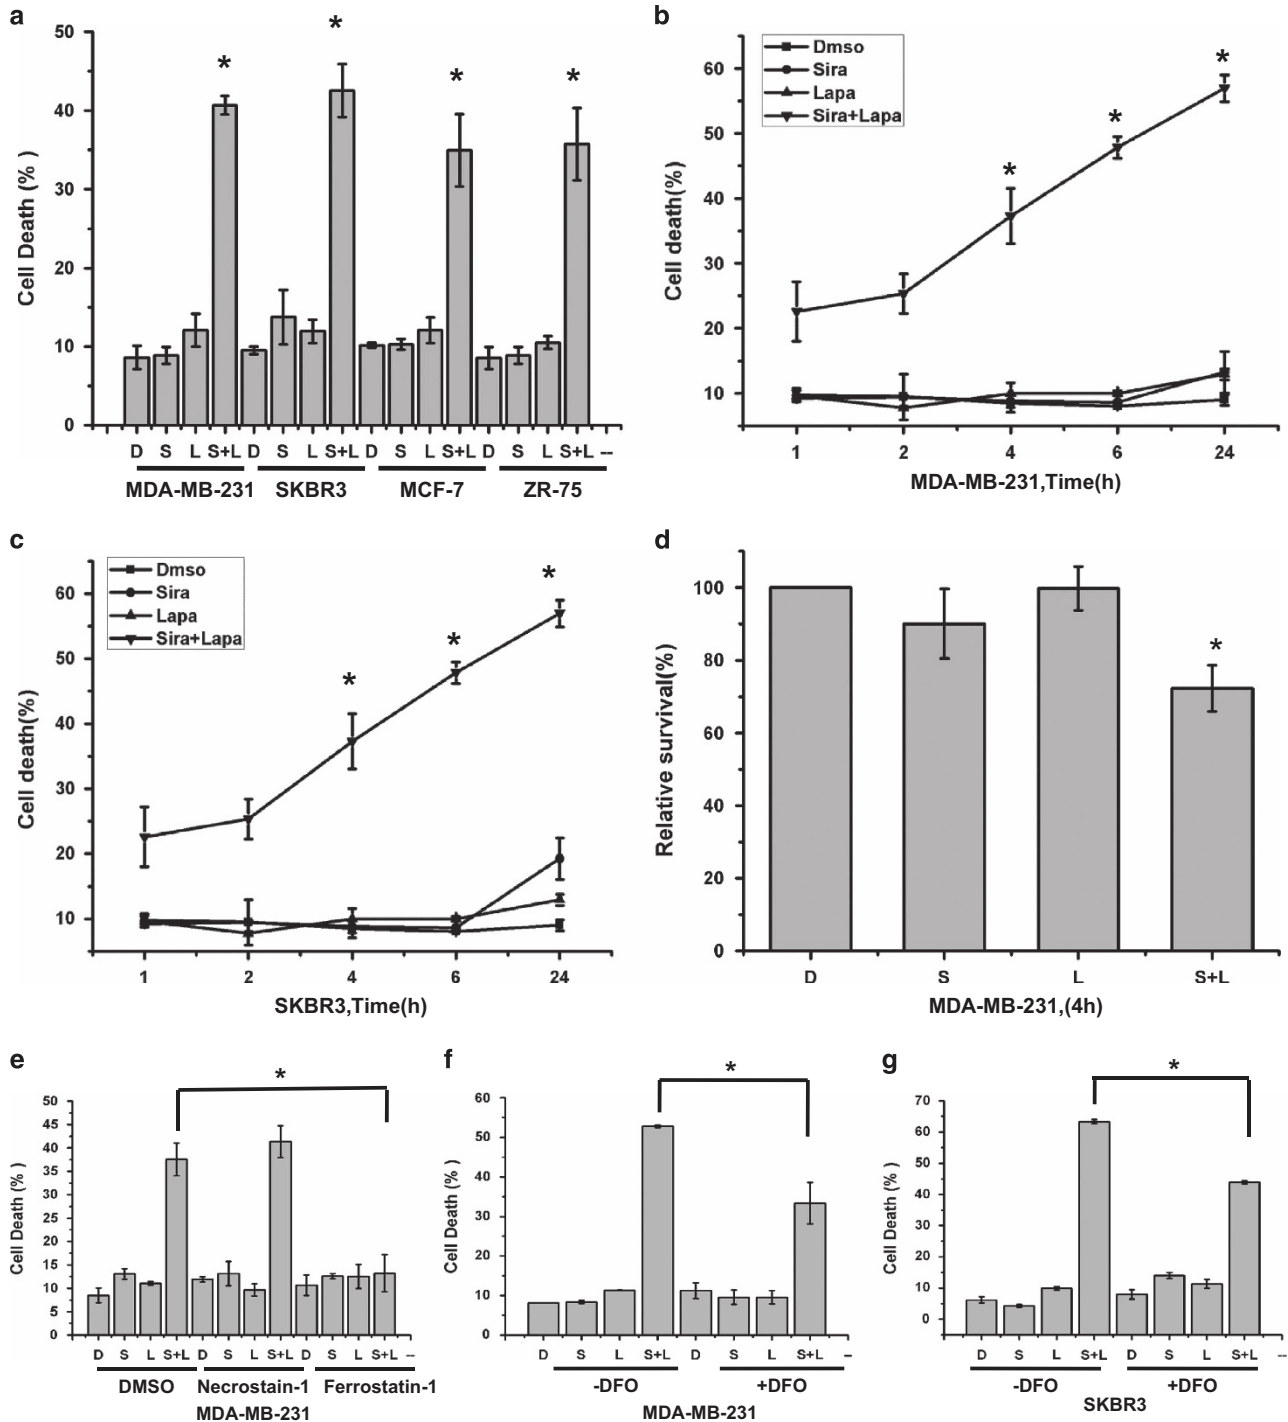 a
*
*
*
*
50
40
30
20
10
0
Cell Death (% )
D S L S+L D S L S+L D S L S+L D S L S+L --
MDA-MB-231 SKBR3 MCF-7 ZR-75
b
Dmso
Sira
Lapa
Sira+Lapa
*
*
*
60
50
40
30
20
10
Cell death(%)
1 2 4 6 24
MDA-MB-231,Time(h)
c
Dmso
Sira
Lapa
Sira+Lapa
*
*
*
60
50
40
30
20
10
Cell death(%)
1 2 4 6 24
SKBR3,Time(h)
d
*
100
80
60
40
20
0
Relative survival(%)
D S L S+L
MDA-MB-231,(4h)
e
*
50
45
40
35
30
25
20
15
10
5
0
Cell Death (% )
D S L S+L D S L S+L D S L S+L --
DMSO Necrostain-1 Ferrostatin-1
MDA-MB-231
f
*
60
50
40
30
20
10
0
Cell Death (% )
D S L S+L D S L S+L --
-DFO +DFO
MDA-MB-231
g
*
70
60
50
40
30
20
10
0
Cell Death (% )
D S L S+L D S L S+L --
-DFO +DFO
SKBR3